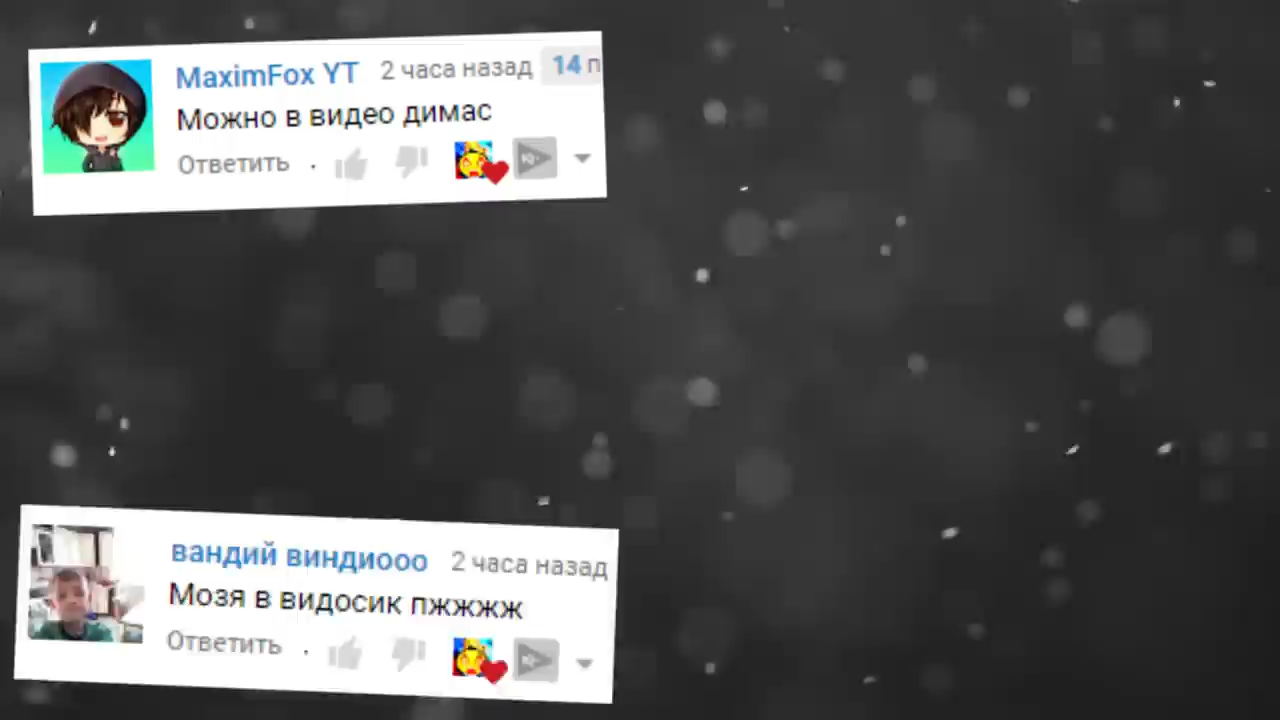 MaximFox YT 2 часа назад 14 п
Можно в видео димас
Ответить
вандий виндиооо 2 часа назад
Мозя в видосик пжжжж
Ответить